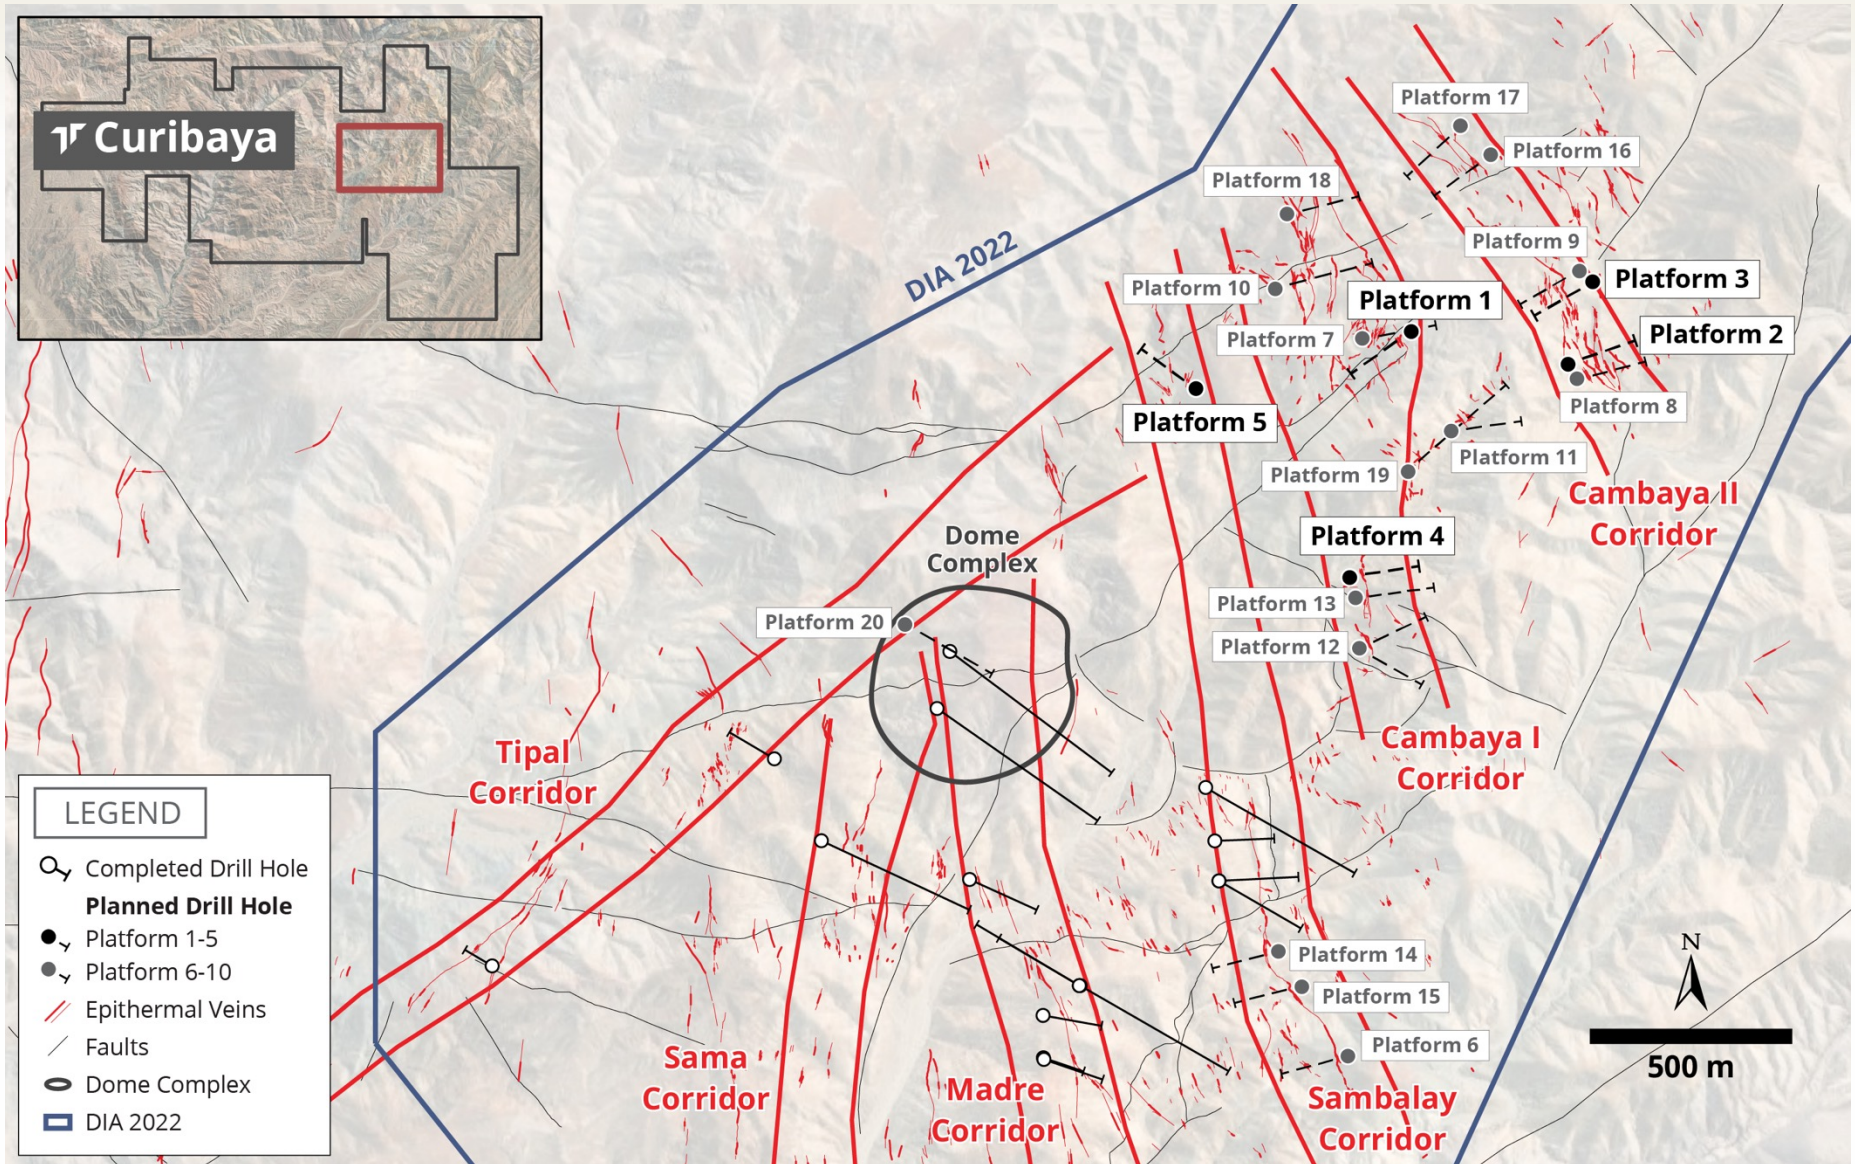 Curibaya
Platform 17
Platform 16
Platform 18
DIA 2022
Platform 9
Platform 3
Platform 10
Platform 1
Platform 2
Platform 7
Platform 8
Platform 5
Platform 11
Platform 19
Cambaya II
Corridor
Platform 4
Dome
Complex
Platform 13
Platform 20
Platform 12
Tipal
Corridor
Cambaya I
Corridor
LEGEND
Completed Drill Hole
Planned Drill Hole
Platform 1-5
Platform 6-10
Epithermal Veins
Faults
Dome Complex
DIA 2022
Platform 14
Platform 15
Platform 6
Sama
Corridor
Madre
Corridor
Sambalay
Corridor
N
500 m